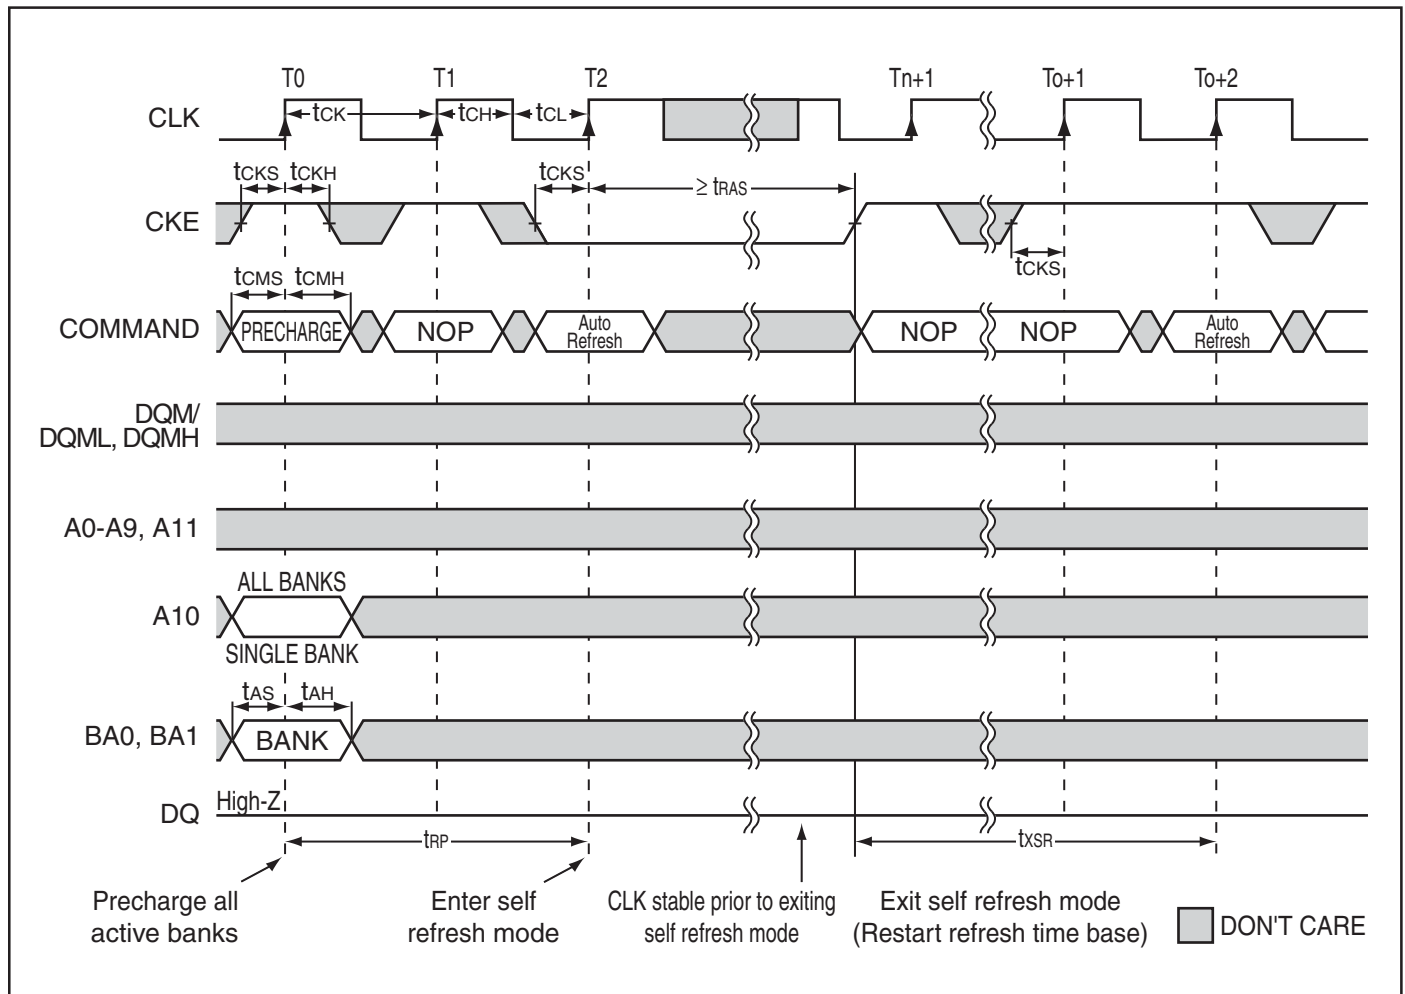 T0 T1 T2 Tn+1 To+1 To+2
CLK tCK tCH tCL
tCKS tCKH tCKS ≥ tRAS
CKE
tCKS
tCMS tCMH
COMMAND PRECHARGE NOP Auto Refresh NOP NOP Auto Refresh
DQM/
DQML, DQMH
A0-A9, A11
ALL BANKS
A10
SINGLE BANK
tAS tAH
BA0, BA1 BANK
High-Z
DQ
tRP tXSR
Precharge all
active banks
Enter self
refresh mode
CLK stable prior to exiting
self refresh mode
Exit self refresh mode
(Restart refresh time base)
DON'T CARE